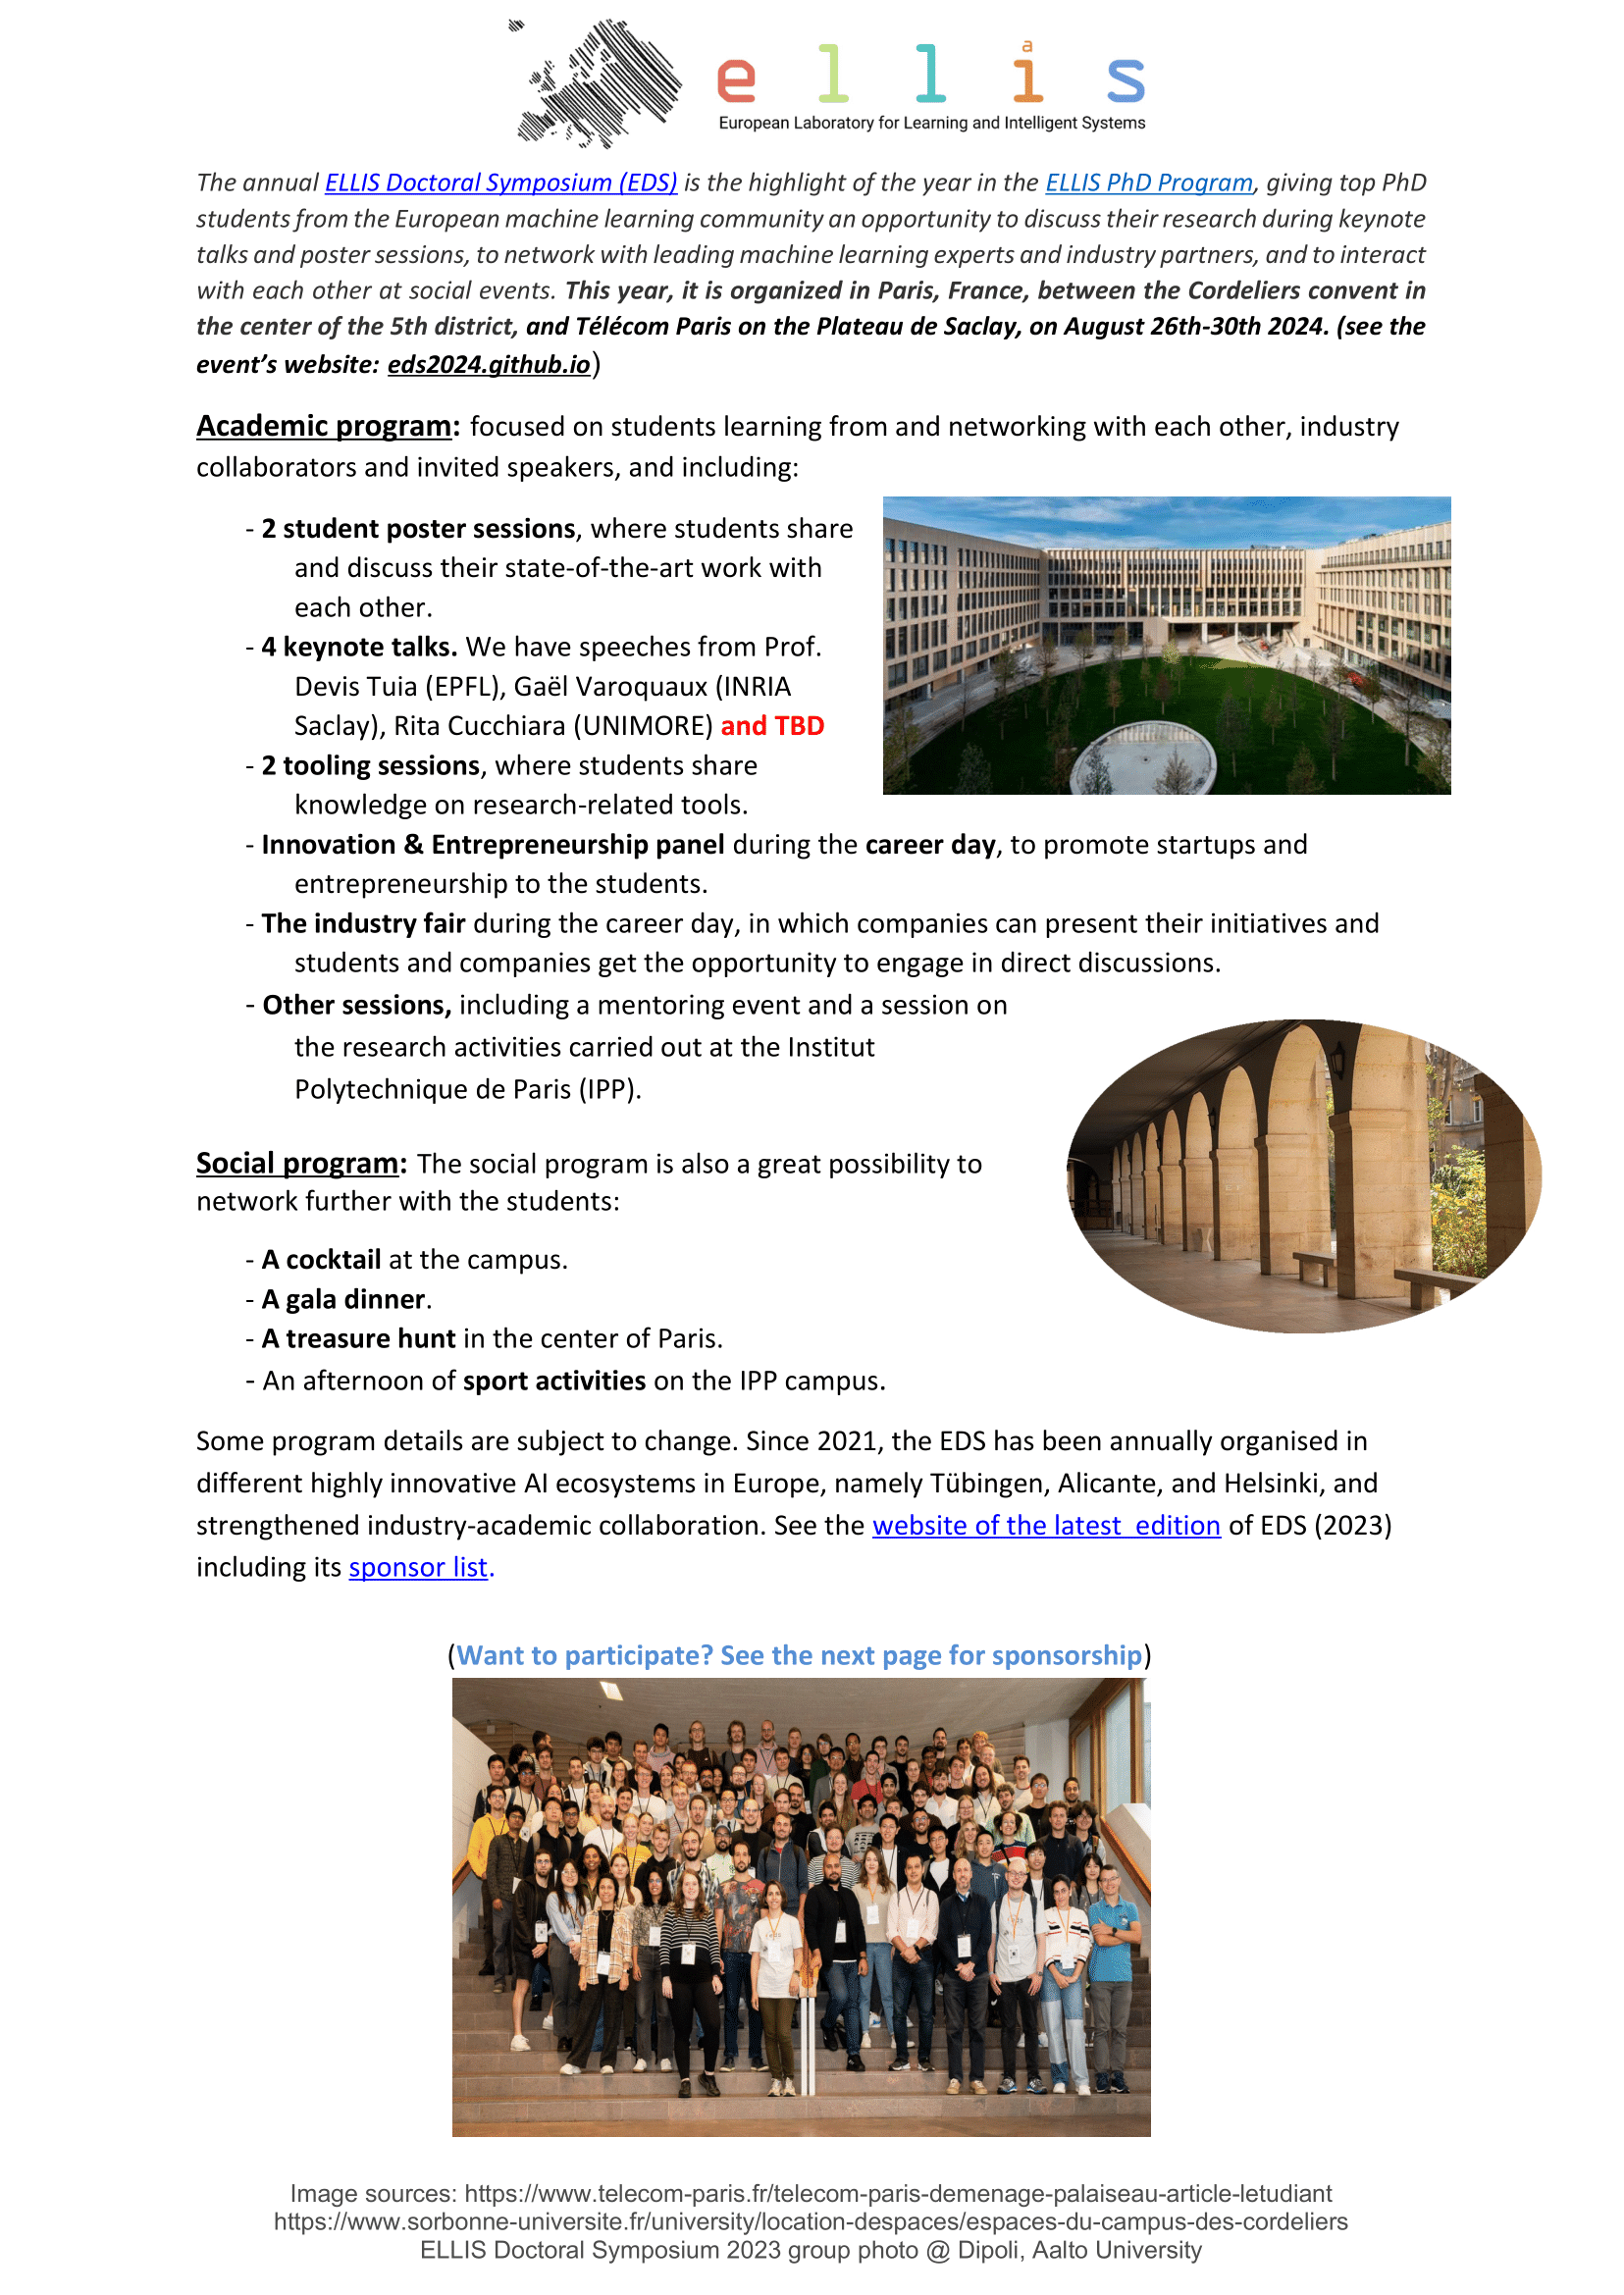 ellis
a
European Laboratory for Learning and Intelligent Systems
The annual ELLIS Doctoral Symposium (EDS) is the highlight of the year in the ELLIS PhD Program, giving top PhD
students from the European machine learning community an opportunity to discuss their research during keynote
talks and poster sessions, to network with leading machine learning experts and industry partners, and to interact
with each other at social events. This year, it is organized in Paris, France, between the Cordeliers convent in
the center of the 5th district, and Télécom Paris on the Plateau de Saclay, on August 26th-30th 2024. (see the
event’s website: eds2024.github.io)
Academic program: focused on students learning from and networking with each other, industry
collaborators and invited speakers, and including:
- 2 student poster sessions, where students share
and discuss their state-of-the-art work with
each other.
- 4 keynote talks. We have speeches from Prof.
Devis Tuia (EPFL), Gaël Varoquaux (INRIA
Saclay), Rita Cucchiara (UNIMORE) and TBD
- 2 tooling sessions, where students share
knowledge on research-related tools.
- Innovation & Entrepreneurship panel during the career day, to promote startups and
entrepreneurship to the students.
- The industry fair during the career day, in which companies can present their initiatives and
students and companies get the opportunity to engage in direct discussions.
- Other sessions, including a mentoring event and a session on
the research activities carried out at the Institut
Polytechnique de Paris (IPP).
Social program: The social program is also a great possibility to
network further with the students:
- A cocktail at the campus.
- A gala dinner.
- A treasure hunt in the center of Paris.
- An afternoon of sport activities on the IPP campus.
Some program details are subject to change. Since 2021, the EDS has been annually organised in
different highly innovative AI ecosystems in Europe, namely Tübingen, Alicante, and Helsinki, and
strengthened industry-academic collaboration. See the website of the latest  edition of EDS (2023)
including its sponsor list.
(Want to participate? See the next page for sponsorship)
Image sources: https://www.telecom-paris.fr/telecom-paris-demenage-palaiseau-article-letudiant
https://www.sorbonne-universite.fr/university/location-despaces/espaces-du-campus-des-cordeliers
ELLIS Doctoral Symposium 2023 group photo @ Dipoli, Aalto University